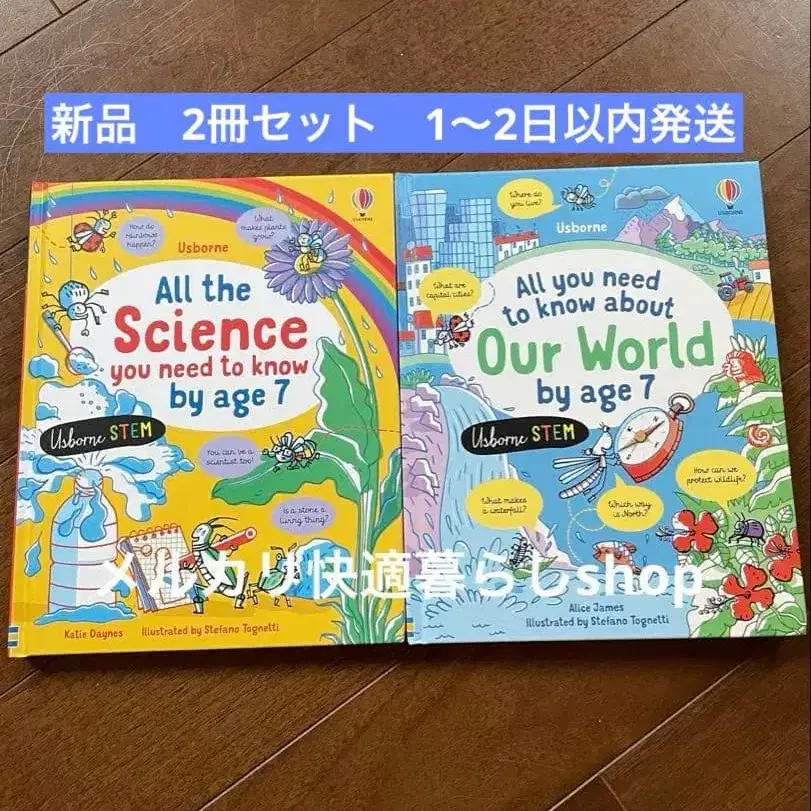 新品　2冊セット　1〜2日以内発送
USBORNE
How do rainbows happen?
What makes plants grow?
Usborne
All the
Science
you need to know
by age 7
Usborne STEM
You can be a scientist too!
Is a stone a living thing?
Katie Daynes Illustrated by Stefano Tognetti
Where do you live?
USBORNE
Usborne
What are capital cities?
All you need
to know about
Our World
by age 7
Usborne STEM
What makes a waterfall?
Which way is North?
How can we protect wildlife?
Alice James
Illustrated by Stefano Tognetti
メルカリ快適暮らしshop